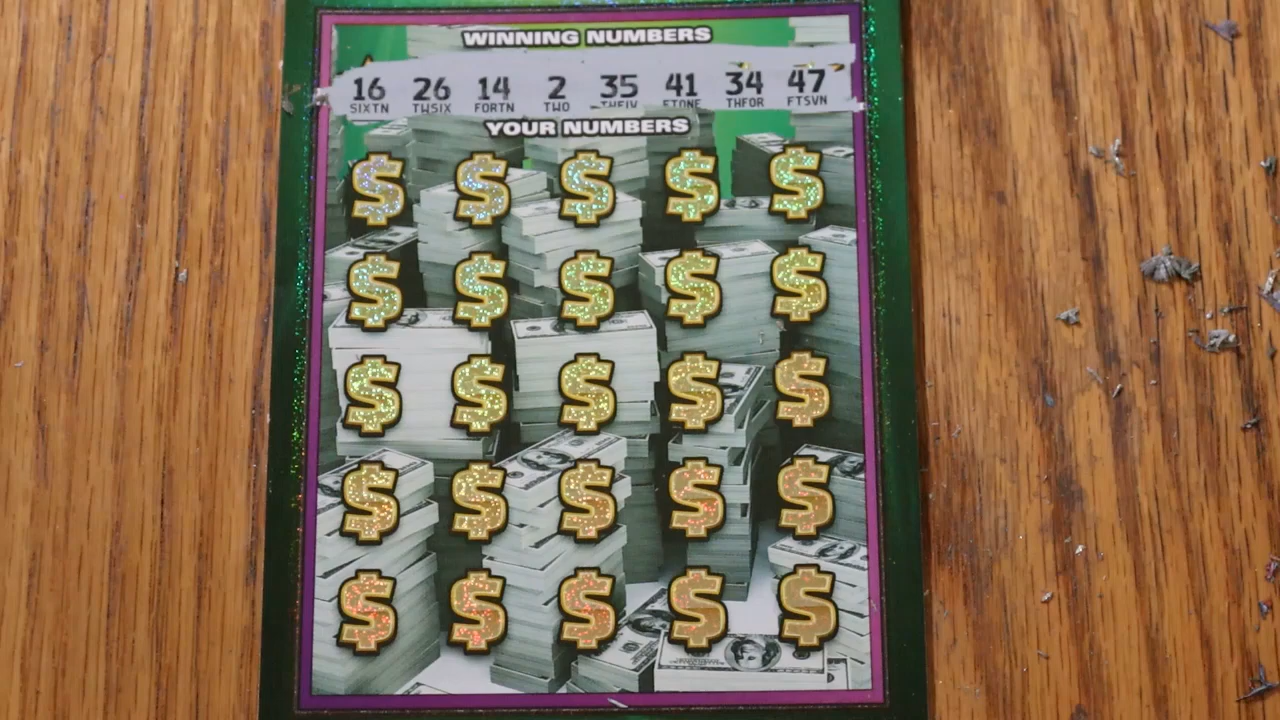 WINNING NUMBERS
16 26 14 2 35 41 34 47
SIXTN TWSIX FORTN TWO THFIV FTONE THFOR FTSVN
YOUR NUMBERS
$ $ $ $ $
$ $ $ $ $
$ $ $ $ $
$ $ $ $ $
$ $ $ $ $